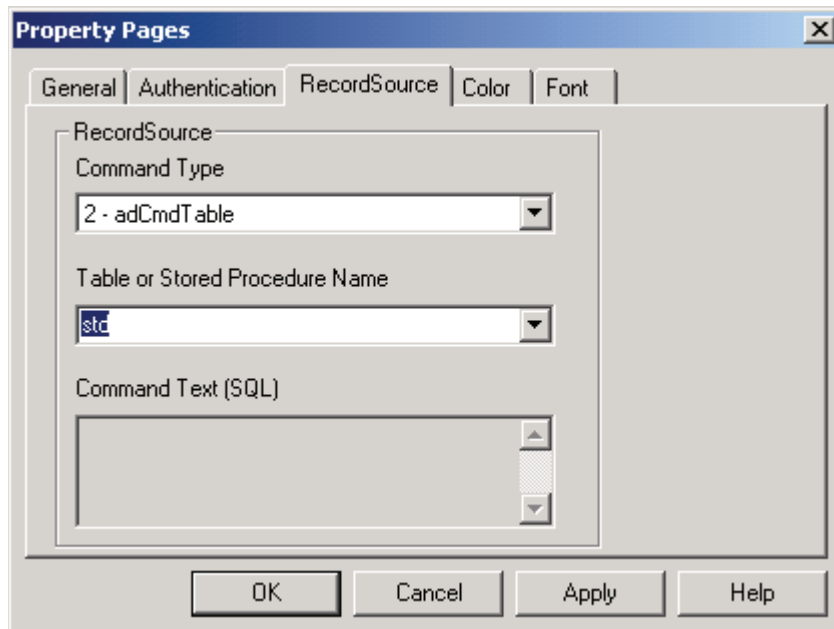 Property Pages
General Authentication RecordSource Color Font
RecordSource
Command Type
2 - adCmdTable
Table or Stored Procedure Name
std
Command Text (SQL)
OK Cancel Apply Help